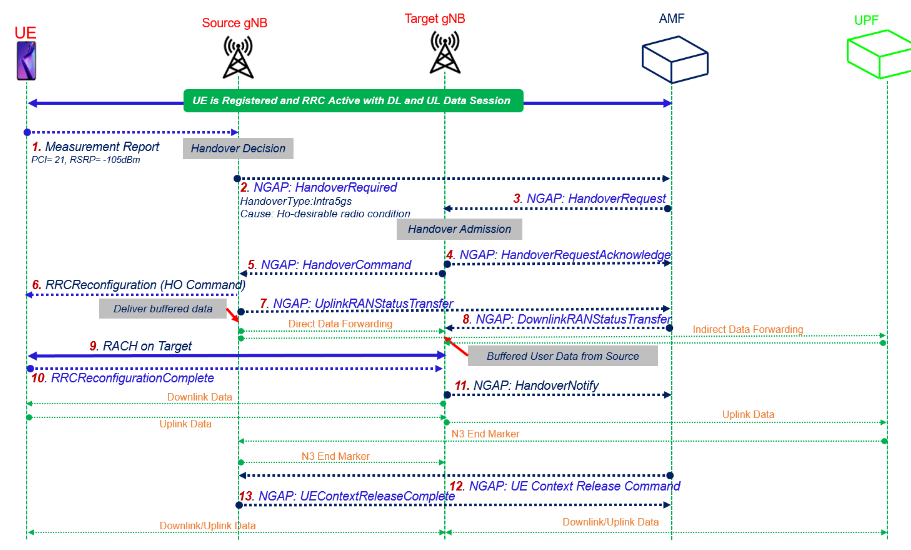 UE
Source gNB
Target gNB
AMF
UPF
UE is Registered and RRC Active with DL and UL Data Session
1. Measurement Report
PCI= 21, RSRP= -105dBm
Handover Decision
2. NGAP: HandoverRequired
HandoverType:Intra5gs
Cause: Ho-desirable radio condition
3. NGAP: HandoverRequest
Handover Admission
4. NGAP: HandoverRequestAcknowledge
5. NGAP: HandoverCommand
6. RRCReconfiguration (HO Command)
7. NGAP: UplinkRANStatusTransfer
Deliver buffered data
8. NGAP: DownlinkRANStatusTransfer
Direct Data Forwarding
Indirect Data Forwarding
9. RACH on Target
Buffered User Data from Source
10. RRCReconfigurationComplete
11. NGAP: HandoverNotify
Downlink Data
Uplink Data
Uplink Data
N3 End Marker
N3 End Marker
12. NGAP: UE Context Release Command
13. NGAP: UEContextReleaseComplete
Downlink/Uplink Data
Downlink/Uplink Data